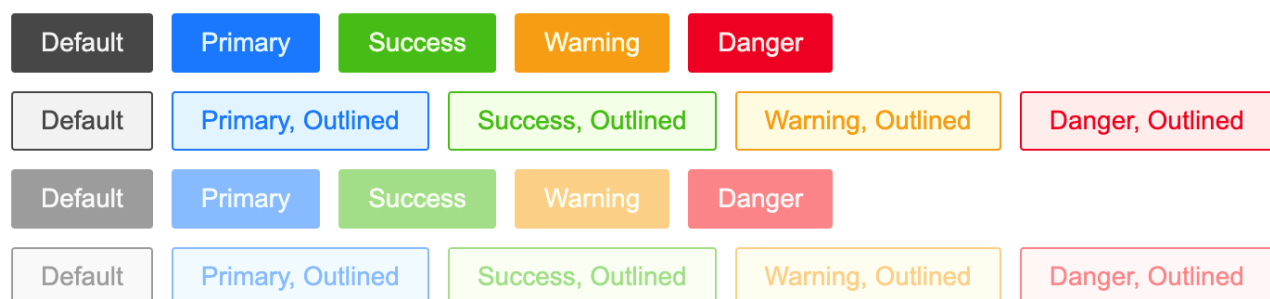 Default Primary Success Warning Danger
Default Primary, Outlined Success, Outlined Warning, Outlined Danger, Outlined
Default Primary Success Warning Danger
Default Primary, Outlined Success, Outlined Warning, Outlined Danger, Outlined